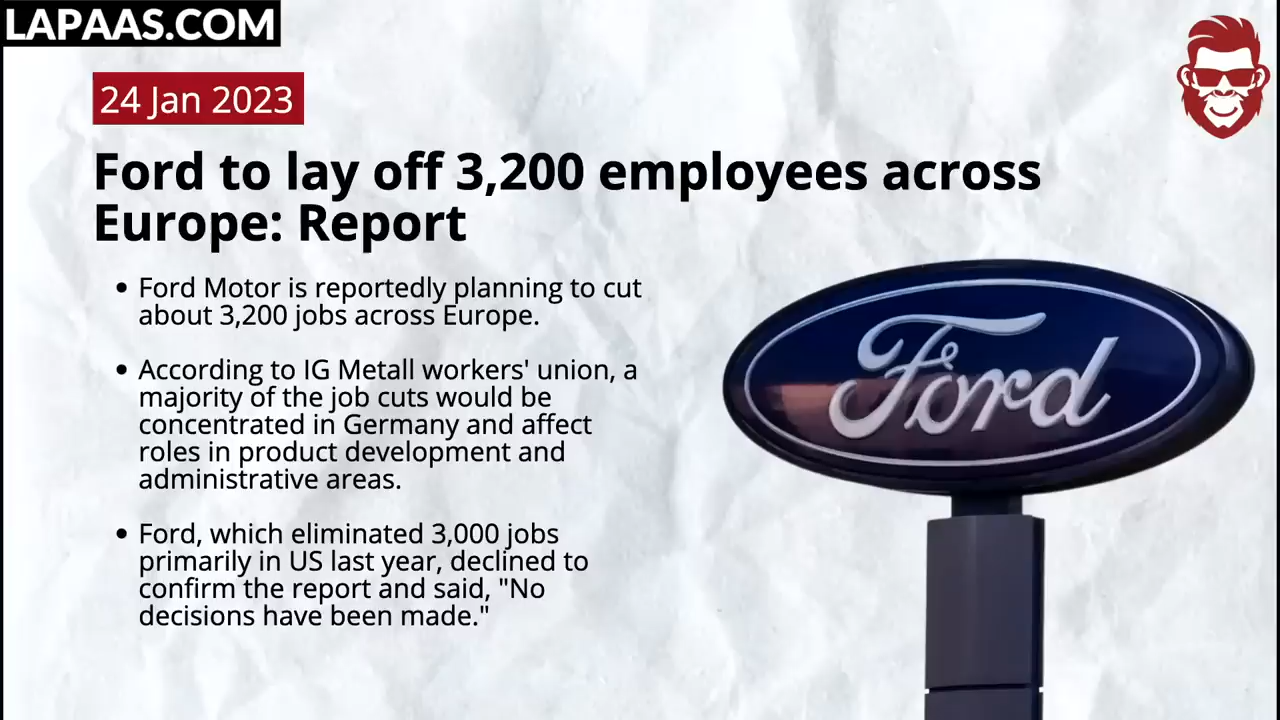 LAPAAS.COM
24 Jan 2023
Ford to lay off 3,200 employees across
Europe: Report
• Ford Motor is reportedly planning to cut
about 3,200 jobs across Europe.
• According to IG Metall workers' union, a
majority of the job cuts would be
concentrated in Germany and affect
roles in product development and
administrative areas.
• Ford, which eliminated 3,000 jobs
primarily in US last year, declined to
confirm the report and said, "No
decisions have been made."
Ford